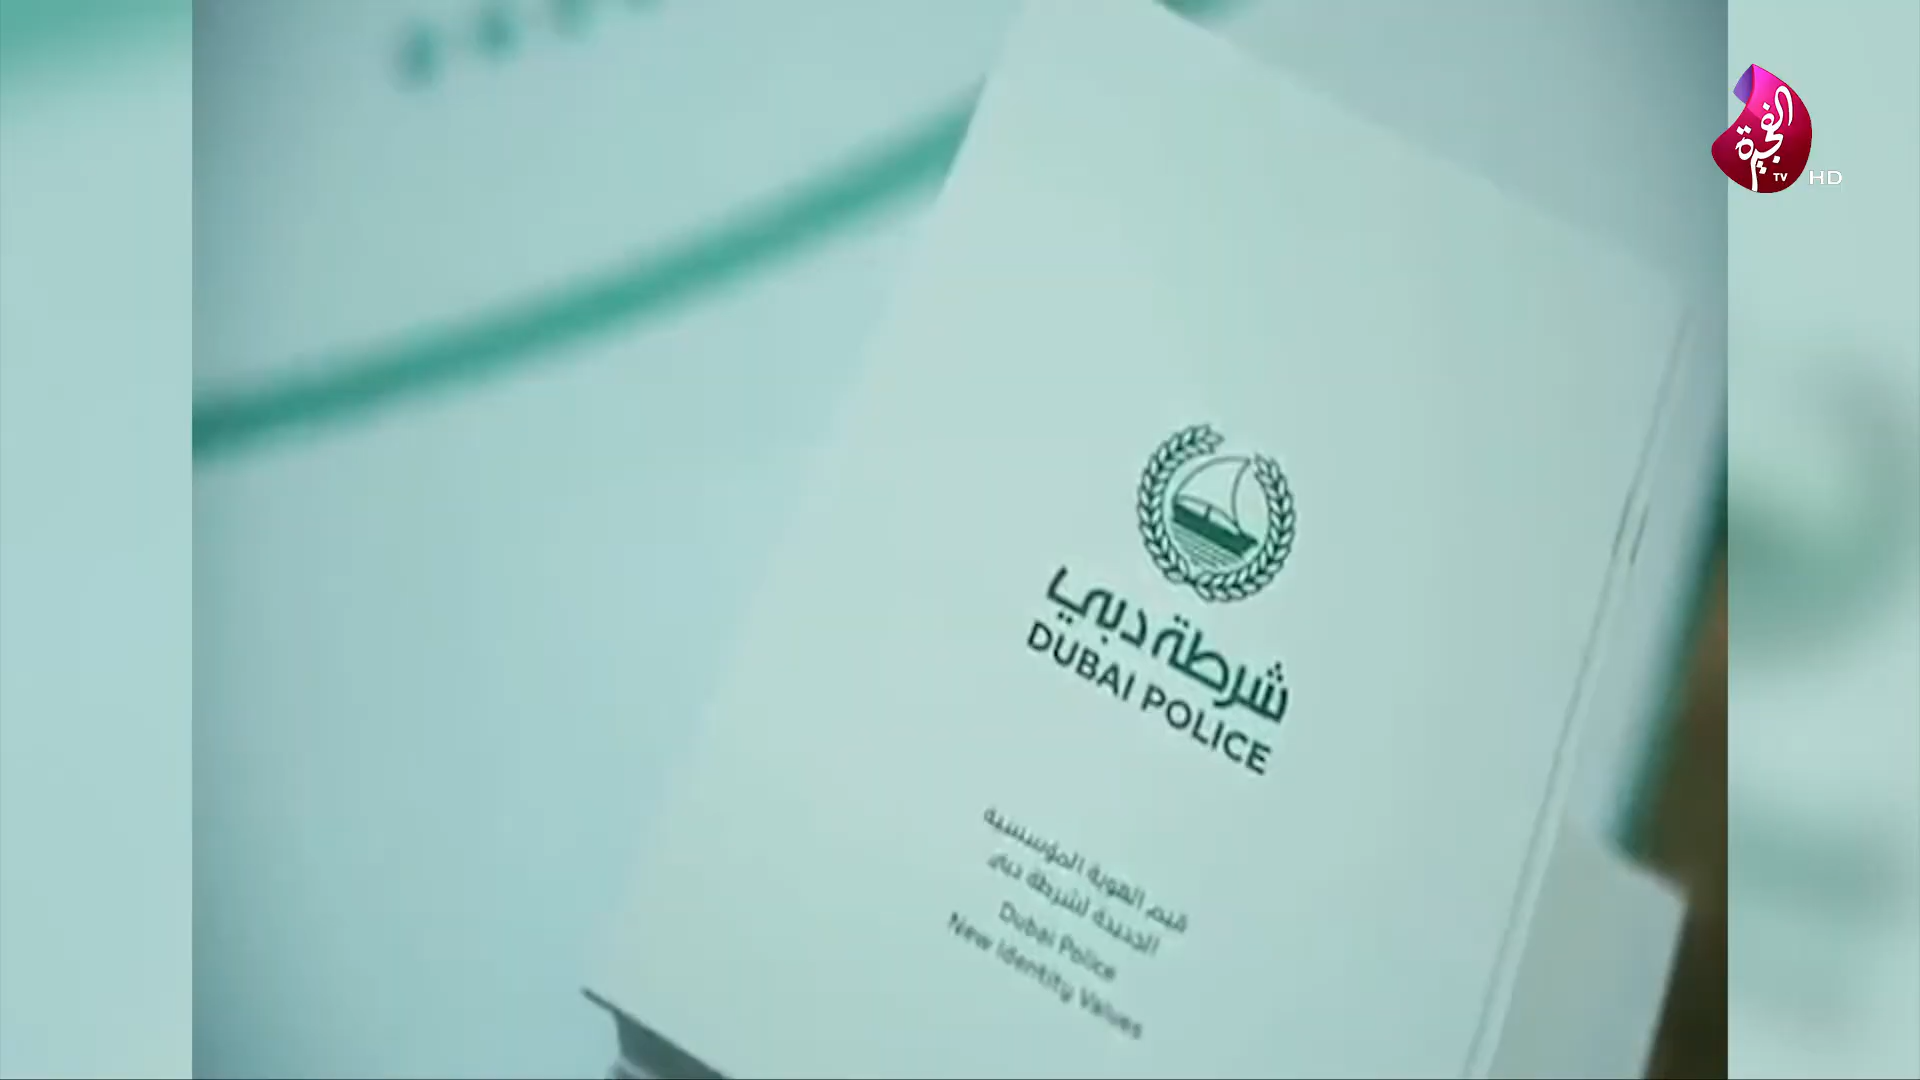 الفجيرة
TV HD
شرطة دبي
DUBAI POLICE
قيم الهوية المؤسسية
الجديدة لشرطة دبي
Dubai Police
New Identity Values